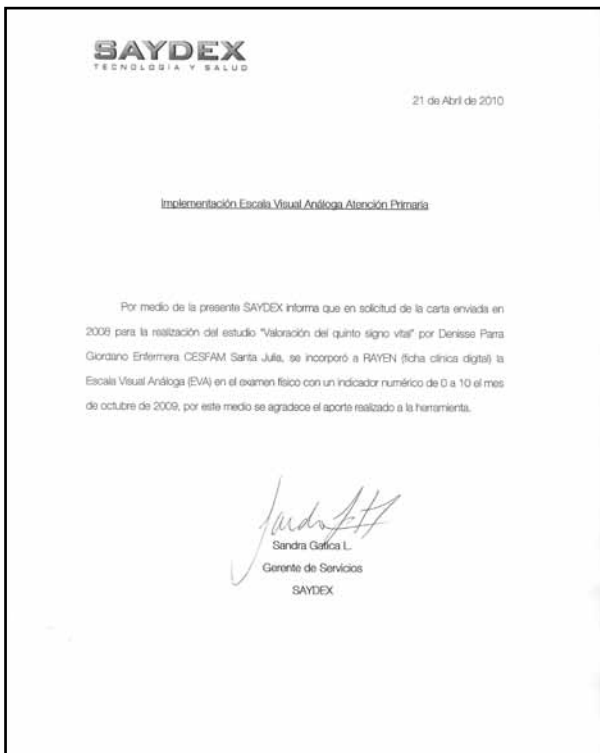 SAYDEX
TECNOLOGIA Y SALUD
21 de Abril de 2010
Implementación Escala Visual Análoga Atención Primaria
Por medio de la presente SAYDEX informa que en solicitud de la carta enviada en
2008 para la realización del estudio "Valoración del quinto signo vital" por Denisse Parra
Giordano Enfermera CESFAM Santa Julia, se incorporó a RAYEN (ficha clínica digital) la
Escala Visual Análoga (EVA) en el examen físico con un indicador numérico de 0 a 10 el mes
de octubre de 2009, por este medio se agradece el aporte realizado a la herramienta.
Sandra Gatica L.
Gerente de Servicios
SAYDEX